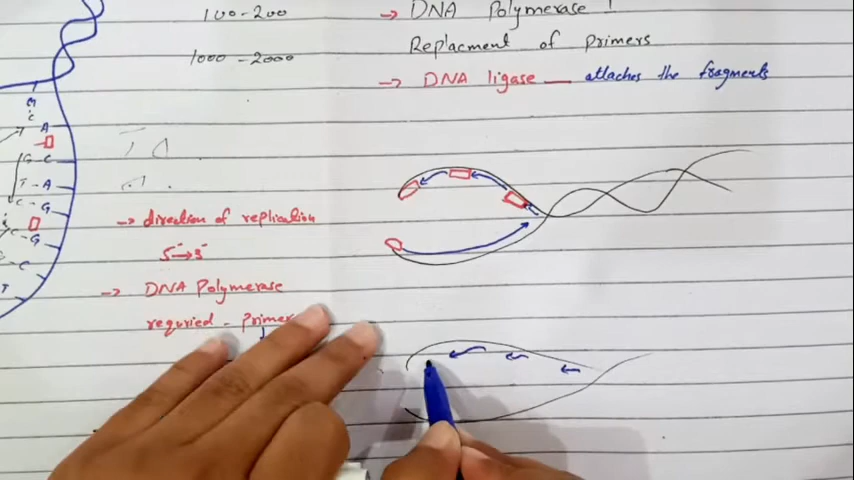 100-200
1000-2000
→ DNA Polymerase I
Replacment of primers
→ DNA ligase — attaches the fragments
A
G-C
T-A
C-G
C-G
→ direction of replication
5→3
→ DNA Polymerase
requried - Primer